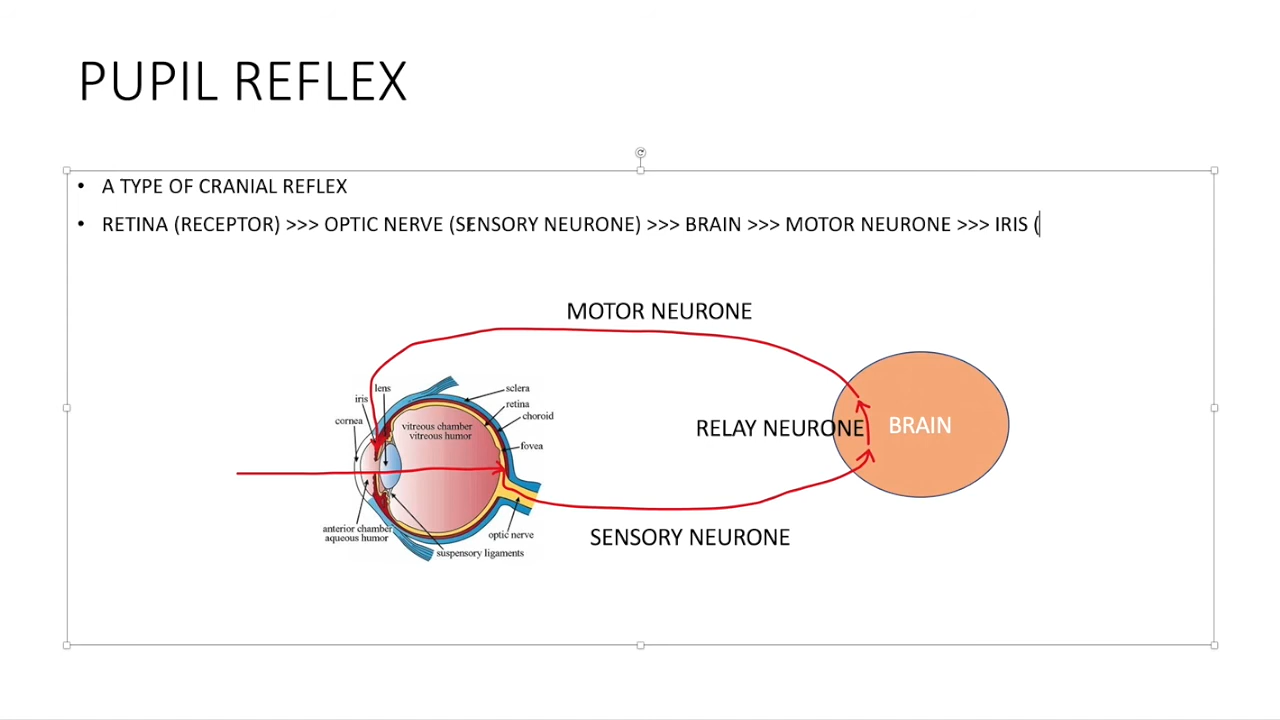 PUPIL REFLEX
• A TYPE OF CRANIAL REFLEX
• RETINA (RECEPTOR) >>> OPTIC NERVE (SENSORY NEURONE) >>> BRAIN >>> MOTOR NEURONE >>> IRIS (
MOTOR NEURONE
lens
sclera
iris
retina
choroid
cornea
vitreous chamber
vitreous humor
RELAY NEURONE
BRAIN
fovea
anterior chamber
aqueous humor
optic nerve
suspensory ligaments
SENSORY NEURONE